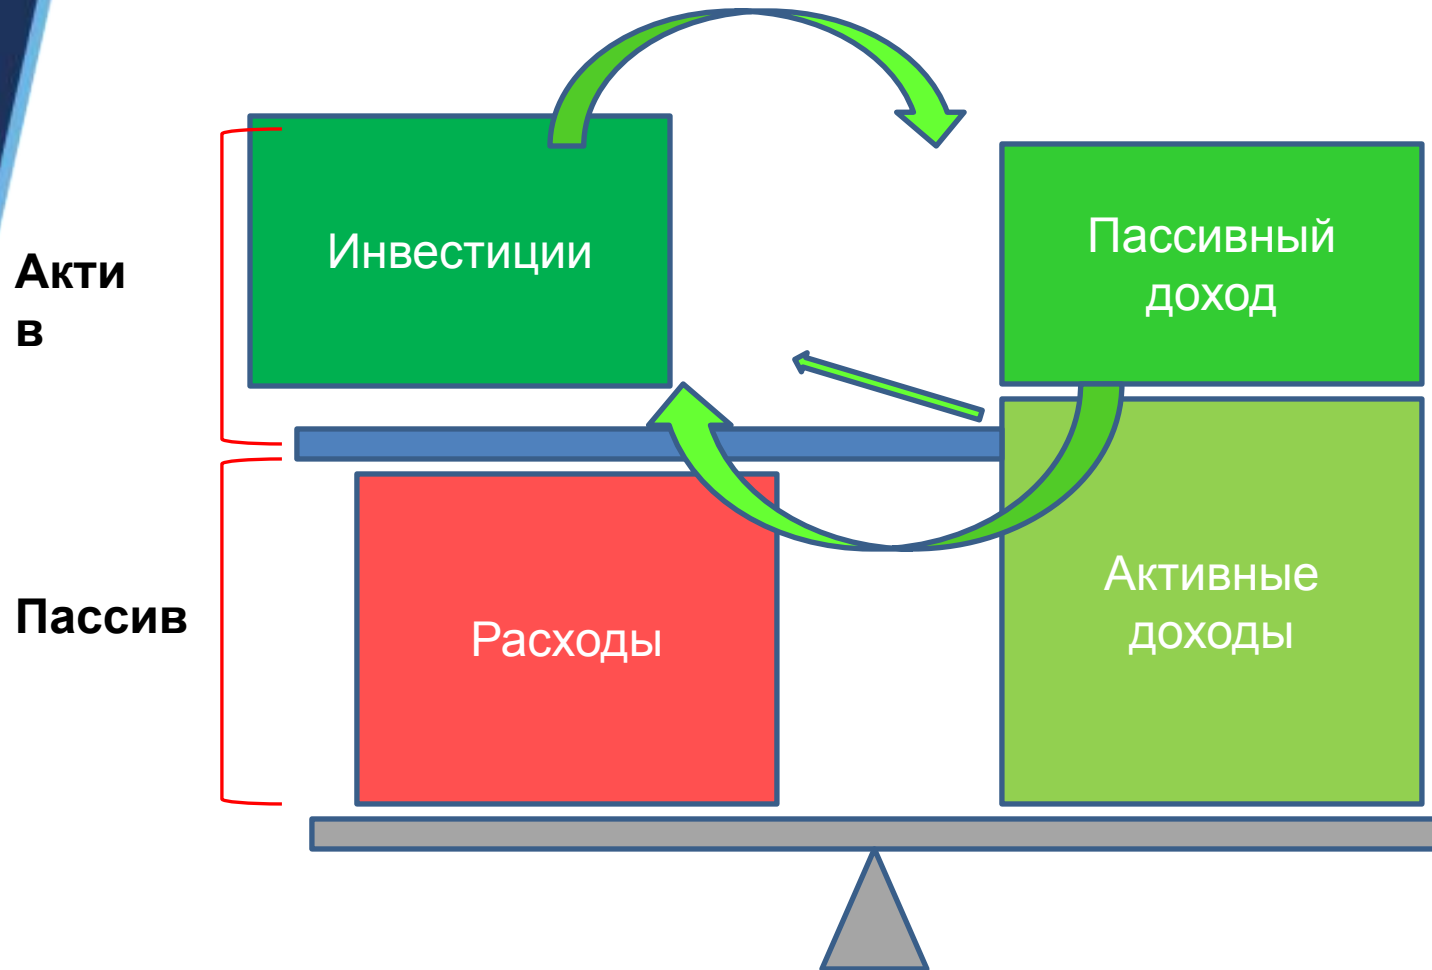 Инвестиции
Пассивный
доход
Акти
в
Активные
доходы
Пассив
Расходы